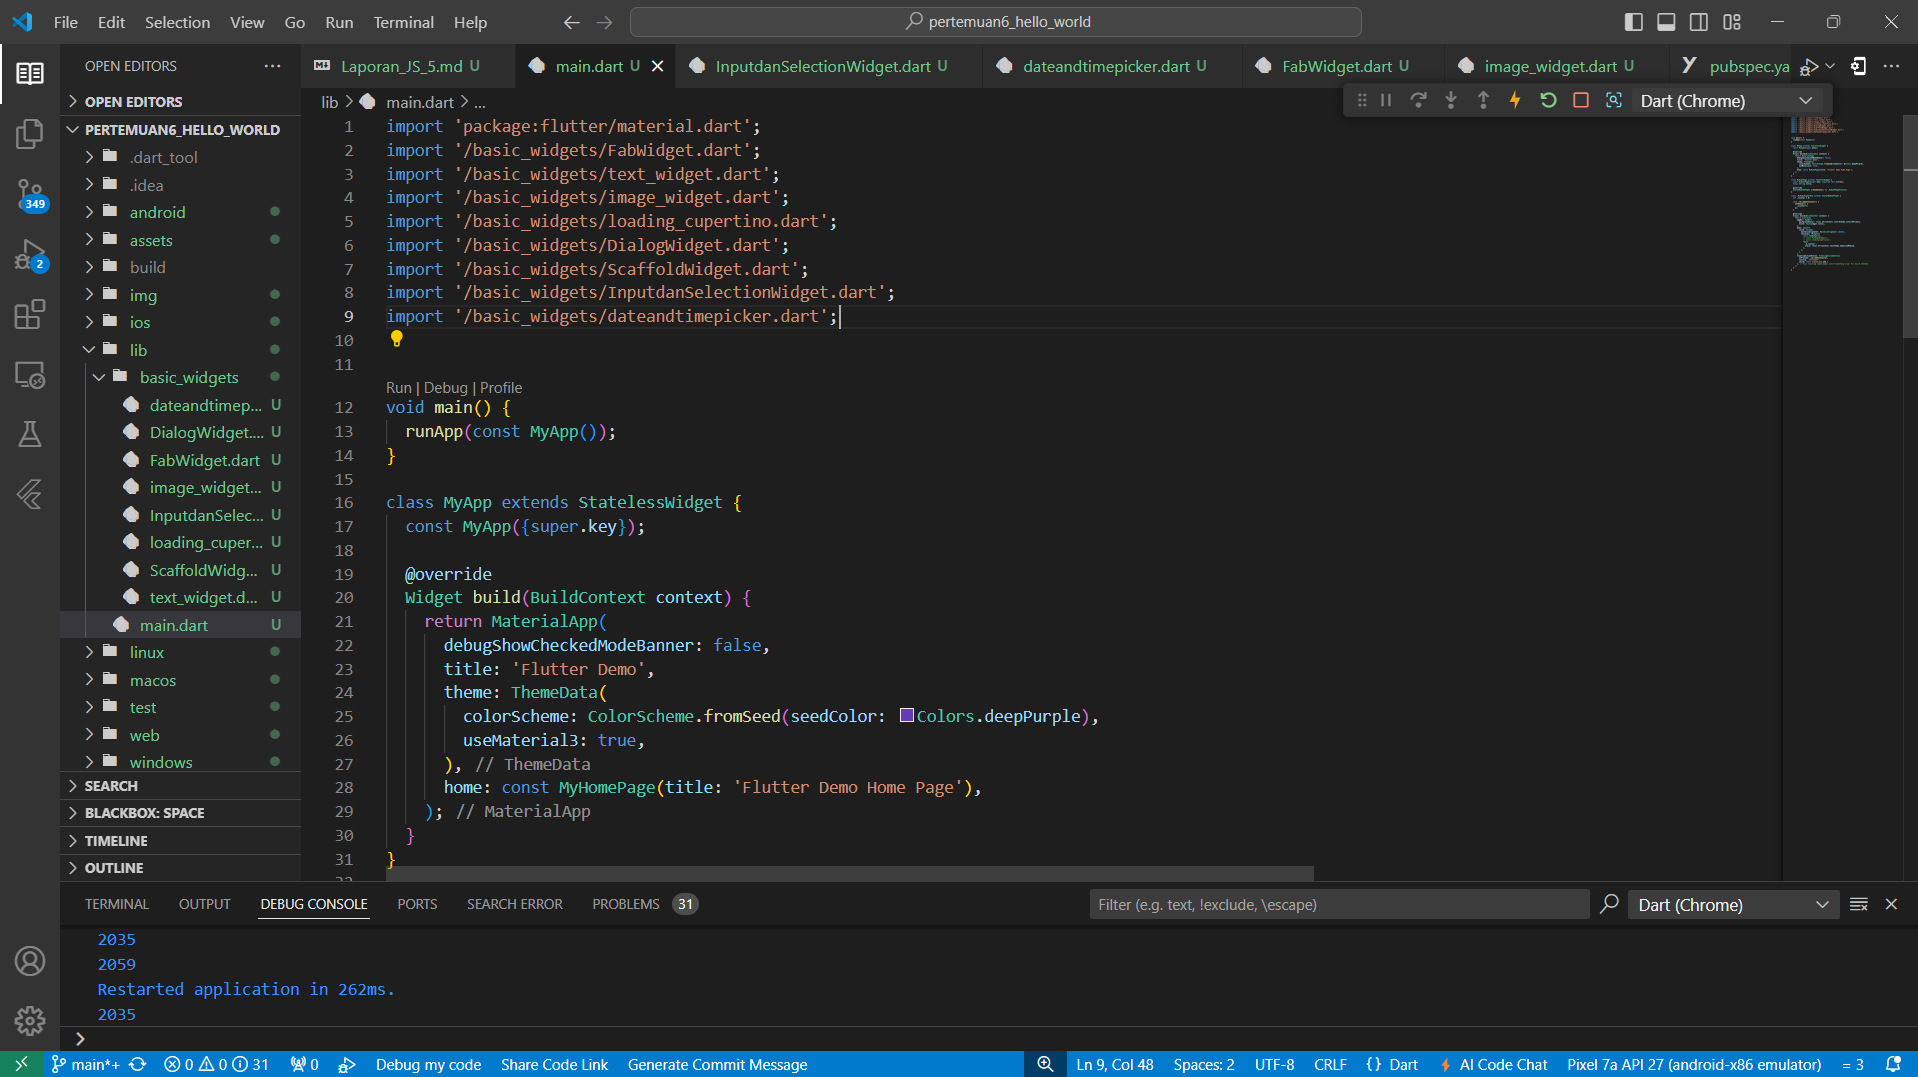 File Edit Selection View Go Run Terminal Help
pertemuan6_hello_world
OPEN EDITORS
Laporan_JS_5.md U
main.dart U
InputdanSelectionWidget.dart U
dateandtimepicker.dart U
FabWidget.dart U
image_widget.dart U
pubspec.ya
lib > main.dart > ...
Dart (Chrome)
OPEN EDITORS
PERTEMUAN6_HELLO_WORLD
.dart_tool
.idea
android
assets
build
img
ios
lib
basic_widgets
dateandtimep... U
DialogWidget.... U
FabWidget.dart U
image_widget... U
InputdanSelec... U
loading_cuper... U
ScaffoldWidg... U
text_widget.d... U
main.dart U
linux
macos
test
web
windows
SEARCH
BLACKBOX: SPACE
TIMELINE
OUTLINE
349
2
1 import 'package:flutter/material.dart';
2 import '/basic_widgets/FabWidget.dart';
3 import '/basic_widgets/text_widget.dart';
4 import '/basic_widgets/image_widget.dart';
5 import '/basic_widgets/loading_cupertino.dart';
6 import '/basic_widgets/DialogWidget.dart';
7 import '/basic_widgets/ScaffoldWidget.dart';
8 import '/basic_widgets/InputdanSelectionWidget.dart';
9 import '/basic_widgets/dateandtimepicker.dart';
10
11
Run | Debug | Profile
12 void main() {
13 runApp(const MyApp());
14 }
15
16 class MyApp extends StatelessWidget {
17 const MyApp({super.key});
18
19 @override
20 Widget build(BuildContext context) {
21 return MaterialApp(
22 debugShowCheckedModeBanner: false,
23 title: 'Flutter Demo',
24 theme: ThemeData(
25 colorScheme: ColorScheme.fromSeed(seedColor: Colors.deepPurple),
26 useMaterial3: true,
27 ), // ThemeData
28 home: const MyHomePage(title: 'Flutter Demo Home Page'),
29 ); // MaterialApp
30 }
31 }
TERMINAL OUTPUT DEBUG CONSOLE PORTS SEARCH ERROR PROBLEMS 31
Filter (e.g. text, !exclude, \escape)
Dart (Chrome)
2035
2059
Restarted application in 262ms.
2035
main*+ 0 0 31 0 Debug my code Share Code Link Generate Commit Message
Ln 9, Col 48 Spaces: 2 UTF-8 CRLF {} Dart AI Code Chat Pixel 7a API 27 (android-x86 emulator) = 3